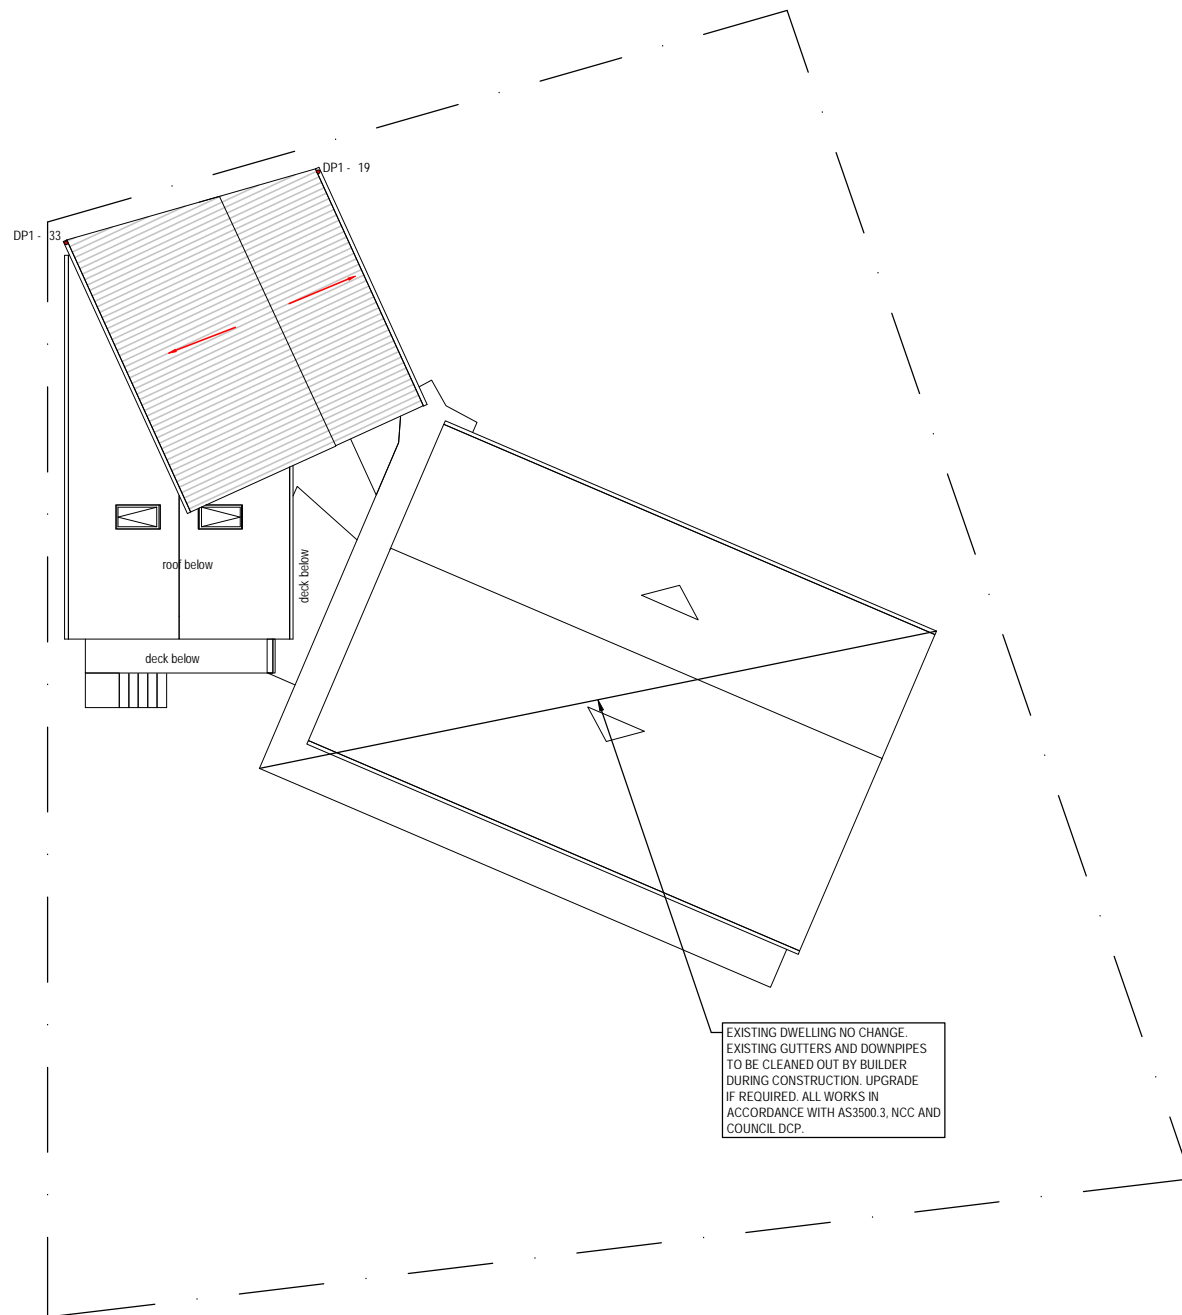 DP1 - 19
DP1 - 33
roof below
deck below
deck below
EXISTING DWELLING NO CHANGE.
EXISTING GUTTERS AND DOWNPIPES
TO BE CLEANED OUT BY BUILDER
DURING CONSTRUCTION. UPGRADE
IF REQUIRED. ALL WORKS IN
ACCORDANCE WITH AS3500.3, NCC AND
COUNCIL DCP.